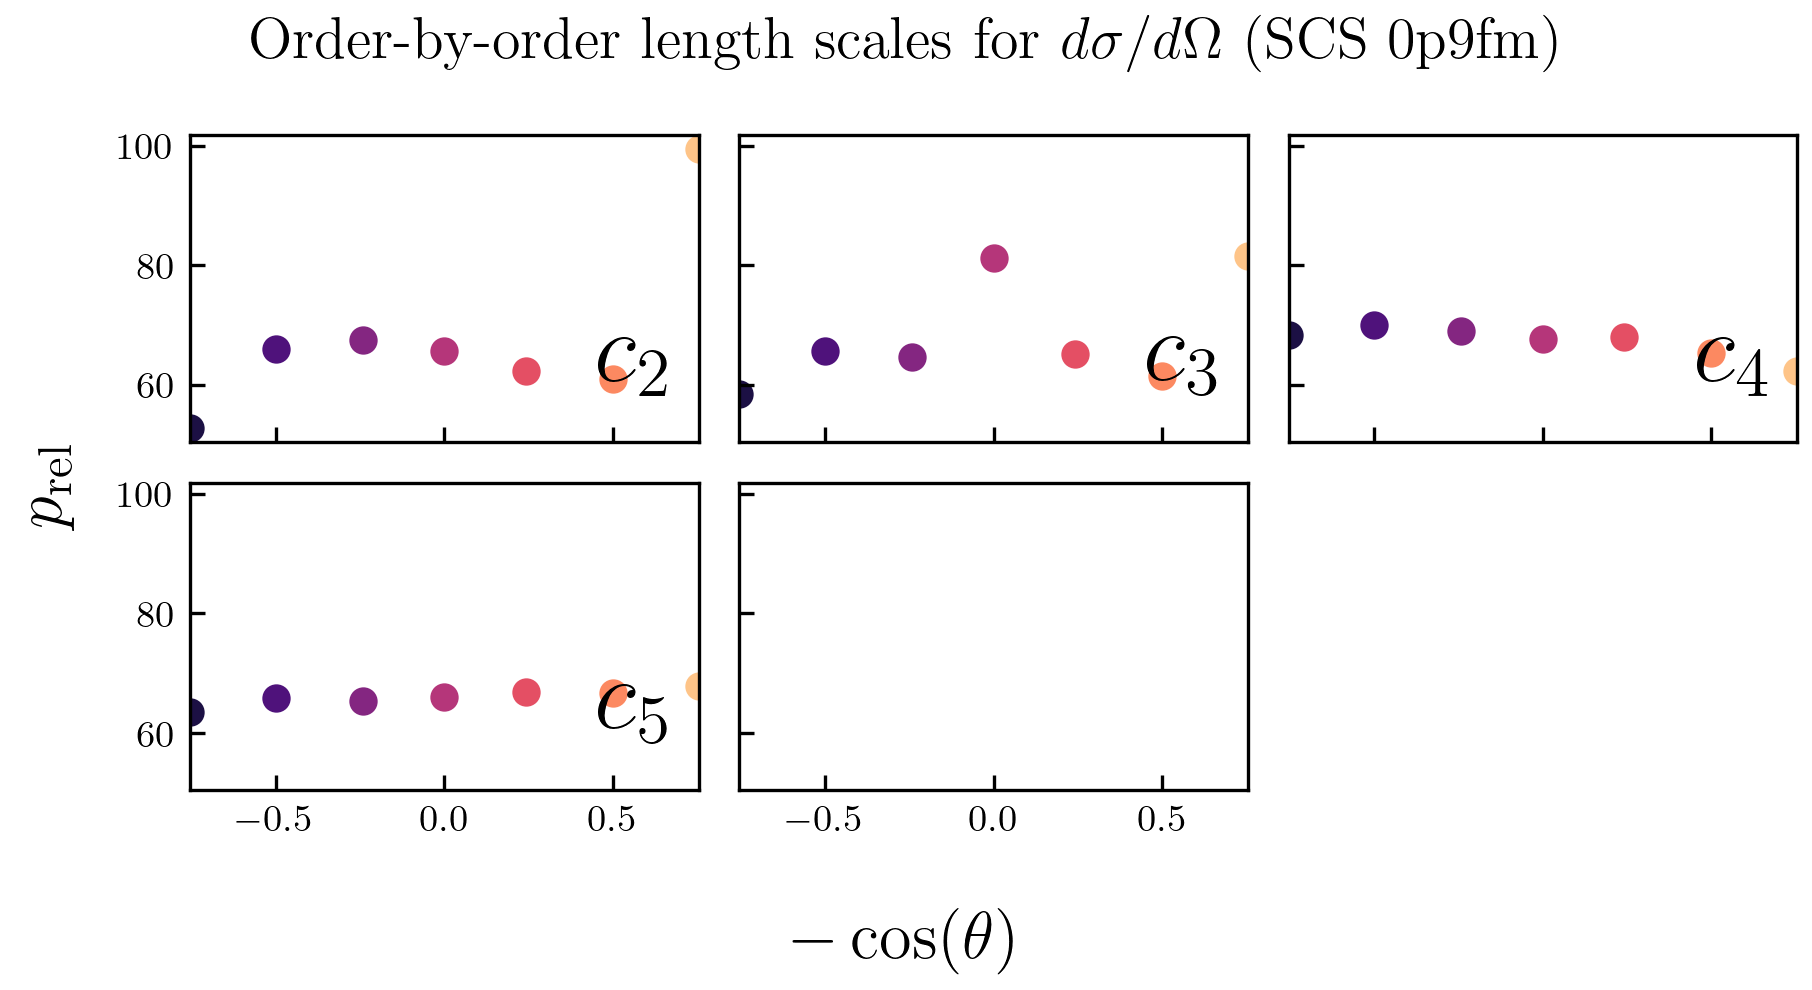 Order-by-order length scales for dσ/dΩ (SCS 0p9fm)
100
80
60
c₂
c₃
c₄
p_rel
100
80
60
c₅
−0.5 0.0 0.5
−0.5 0.0 0.5
− cos(θ)